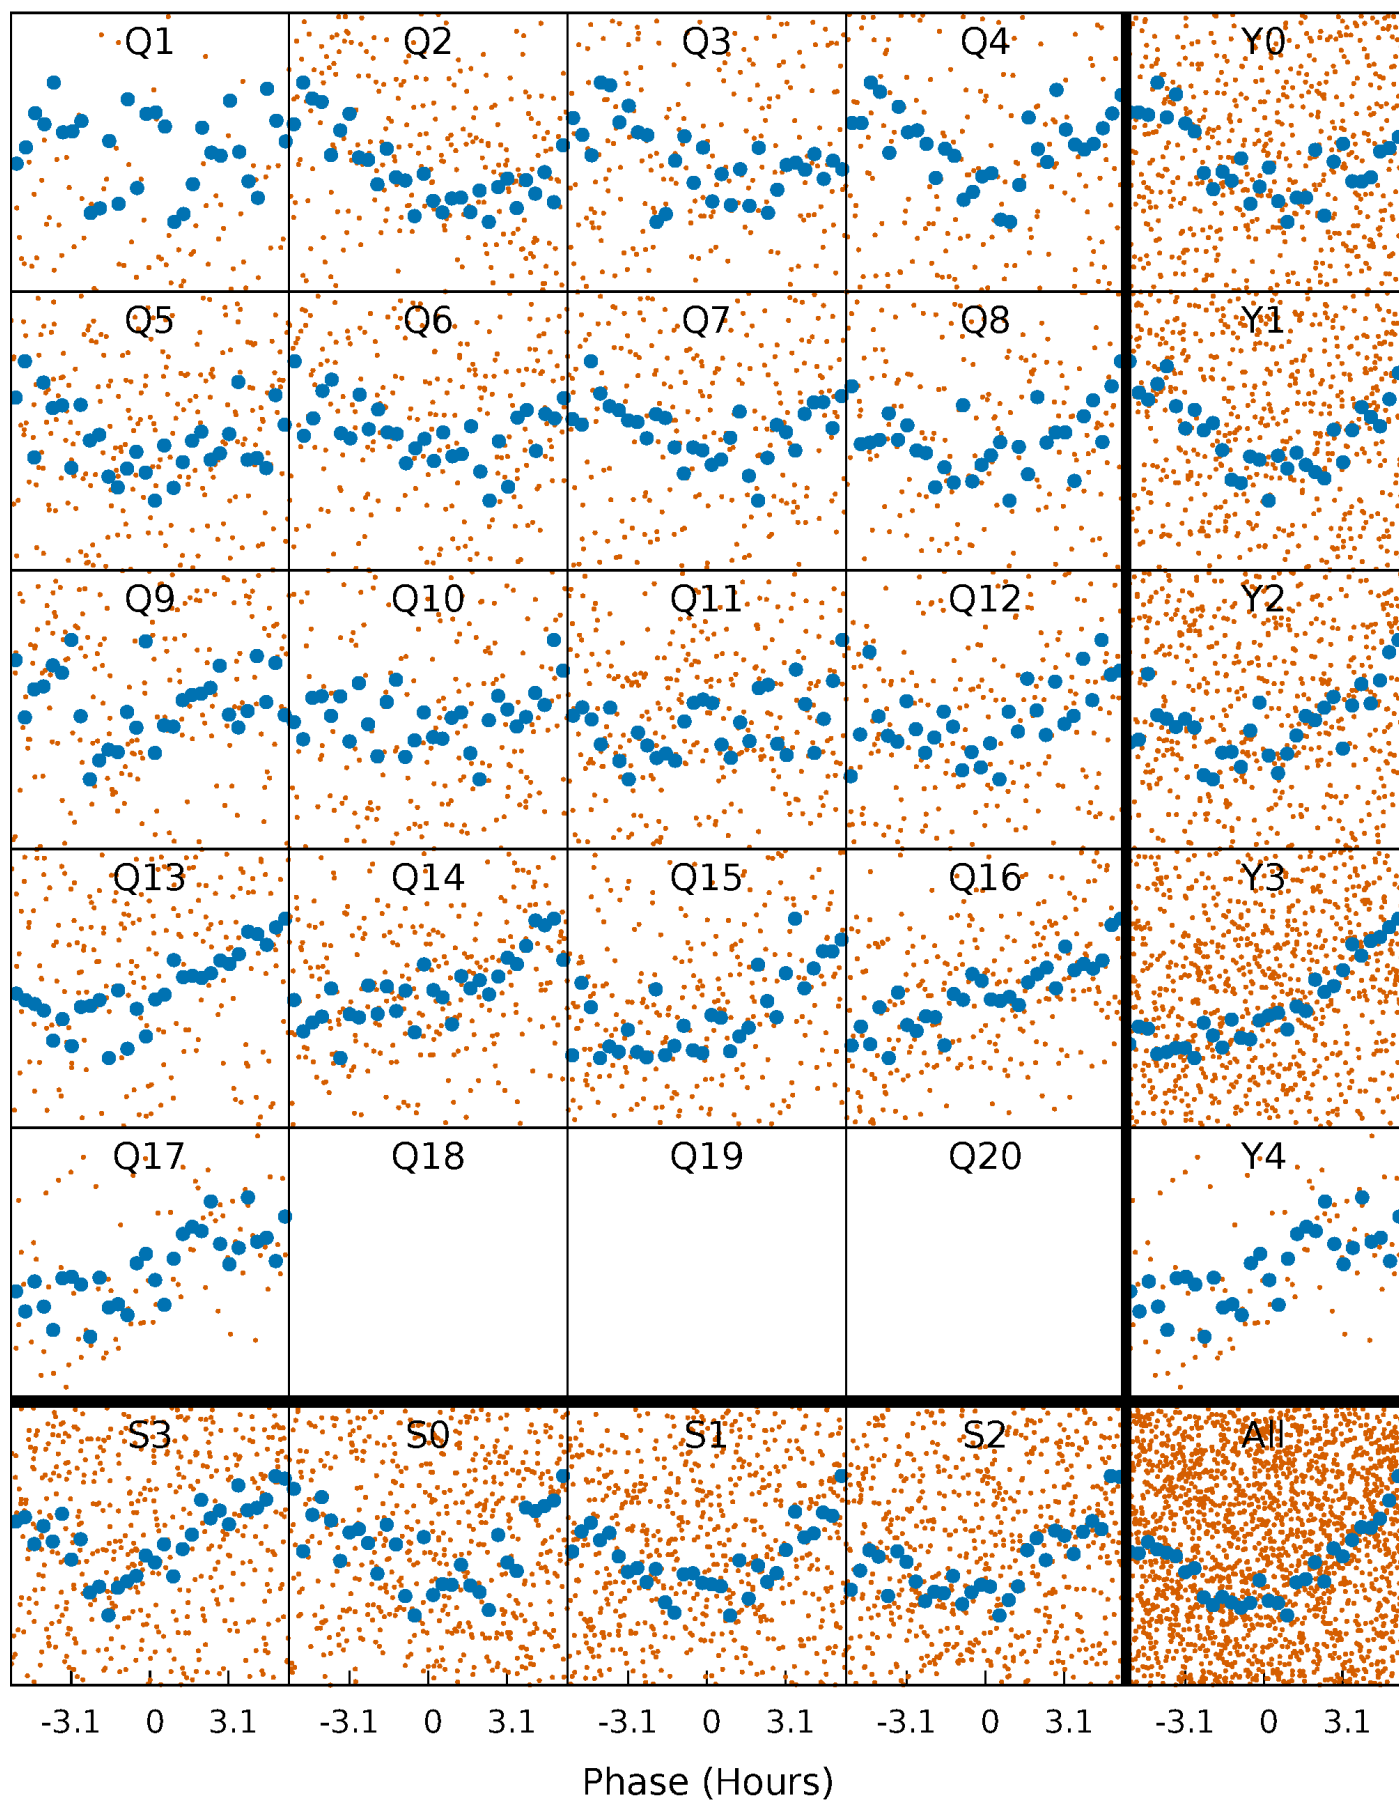 Q1 Q2 Q3 Q4 Y0
Q5 Q6 Q7 Q8 Y1
Q9 Q10 Q11 Q12 Y2
Q13 Q14 Q15 Q16 Y3
Q17 Q18 Q19 Q20 Y4
S3 S0 S1 S2 All
-3.1 0 3.1 -3.1 0 3.1 -3.1 0 3.1 -3.1 0 3.1 -3.1 0 3.1
Phase (Hours)